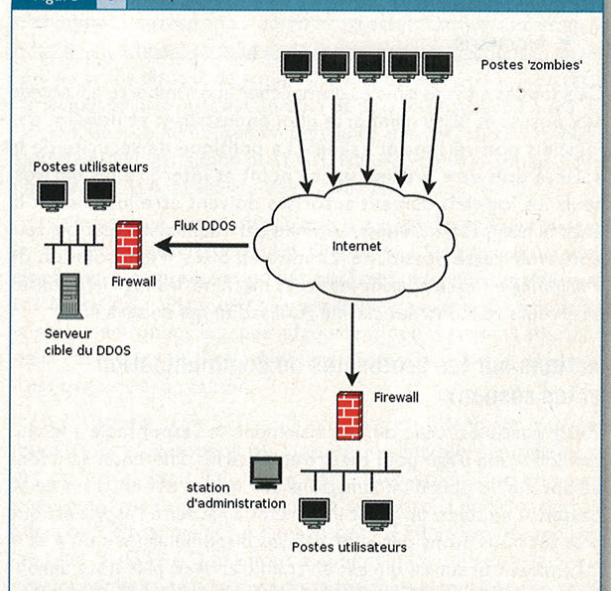 Postes 'zombies'
Postes utilisateurs
Flux DDOS
Internet
Firewall
Serveur
cible du DDOS
Firewall
station
d'administration
Postes utilisateurs